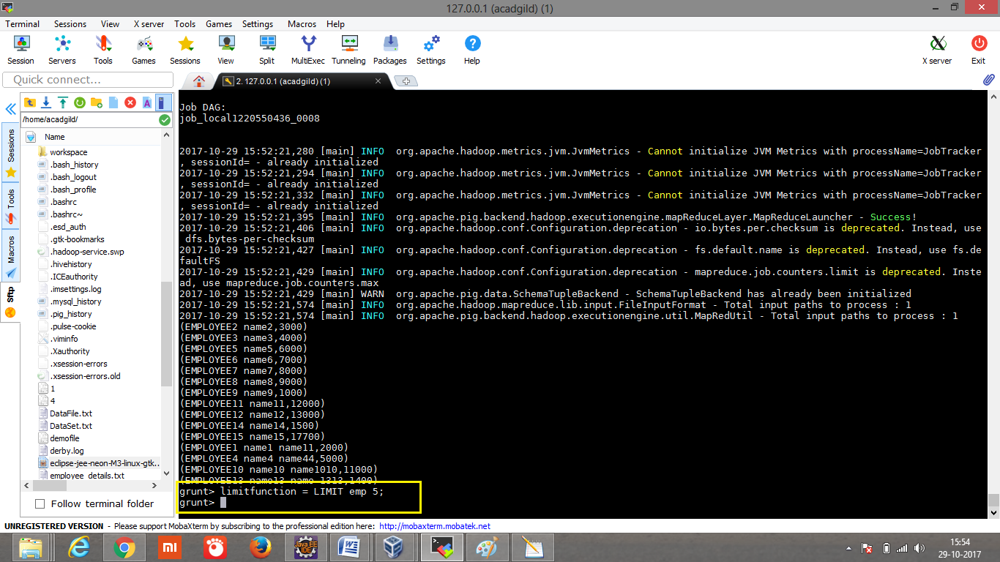 127.0.0.1 (acadgild) (1)
Terminal Sessions View X server Tools Games Settings Macros Help
Session Servers Tools Games Sessions View Split MultiExec Tunneling Packages Settings Help X server Exit
Quick connect...
2. 127.0.0.1 (acadgild) (1)
/home/acadgild/
Name
workspace
.bash_history
.bash_logout
.bash_profile
.bashrc
.bashrc~
.esd_auth
.gtk-bookmarks
.hadoop-service.swp
.hivehistory
.ICEauthority
.imsettings.log
.mysql_history
.pig_history
.pulse-cookie
.viminfo
.Xauthority
.xsession-errors
.xsession-errors.old
1
4
DataFile.txt
DataSet.txt
demofile
derby.log
eclipse-jee-neon-M3-linux-gtk..
employee_details.txt
Follow terminal folder
Sessions
Tools
Macros
Sftp
Job DAG:
job_local1220550436_0008
2017-10-29 15:52:21,280 [main] INFO  org.apache.hadoop.metrics.jvm.JvmMetrics - Cannot initialize JVM Metrics with processName=JobTracker
, sessionId= - already initialized
2017-10-29 15:52:21,294 [main] INFO  org.apache.hadoop.metrics.jvm.JvmMetrics - Cannot initialize JVM Metrics with processName=JobTracker
, sessionId= - already initialized
2017-10-29 15:52:21,332 [main] INFO  org.apache.hadoop.metrics.jvm.JvmMetrics - Cannot initialize JVM Metrics with processName=JobTracker
, sessionId= - already initialized
2017-10-29 15:52:21,395 [main] INFO  org.apache.pig.backend.hadoop.executionengine.mapReduceLayer.MapReduceLauncher - Success!
2017-10-29 15:52:21,406 [main] INFO  org.apache.hadoop.conf.Configuration.deprecation - io.bytes.per.checksum is deprecated. Instead, use
dfs.bytes-per-checksum
2017-10-29 15:52:21,427 [main] INFO  org.apache.hadoop.conf.Configuration.deprecation - fs.default.name is deprecated. Instead, use fs.de
faultFS
2017-10-29 15:52:21,429 [main] INFO  org.apache.hadoop.conf.Configuration.deprecation - mapreduce.job.counters.limit is deprecated. Inste
ad, use mapreduce.job.counters.max
2017-10-29 15:52:21,429 [main] WARN  org.apache.pig.data.SchemaTupleBackend - SchemaTupleBackend has already been initialized
2017-10-29 15:52:21,574 [main] INFO  org.apache.hadoop.mapreduce.lib.input.FileInputFormat - Total input paths to process : 1
2017-10-29 15:52:21,574 [main] INFO  org.apache.pig.backend.hadoop.executionengine.util.MapRedUtil - Total input paths to process : 1
(EMPLOYEE2 name2,3000)
(EMPLOYEE3 name3,4000)
(EMPLOYEE5 name5,6000)
(EMPLOYEE6 name6,7000)
(EMPLOYEE7 name7,8000)
(EMPLOYEE8 name8,9000)
(EMPLOYEE9 name9,1000)
(EMPLOYEE11 name11,12000)
(EMPLOYEE12 name12,13000)
(EMPLOYEE14 name14,1500)
(EMPLOYEE15 name15,17700)
(EMPLOYEE1 name1 name11,2000)
(EMPLOYEE4 name4 name44,5000)
(EMPLOYEE10 name10 name1010,11000)
(EMPLOYEE13 name13 name 1313,1400)
grunt> limitfunction = LIMIT emp 5;
grunt>
UNREGISTERED VERSION - Please support MobaXterm by subscribing to the professional edition here: http://mobaxterm.mobatek.net
Java EE
IDE
15:54
29-10-2017